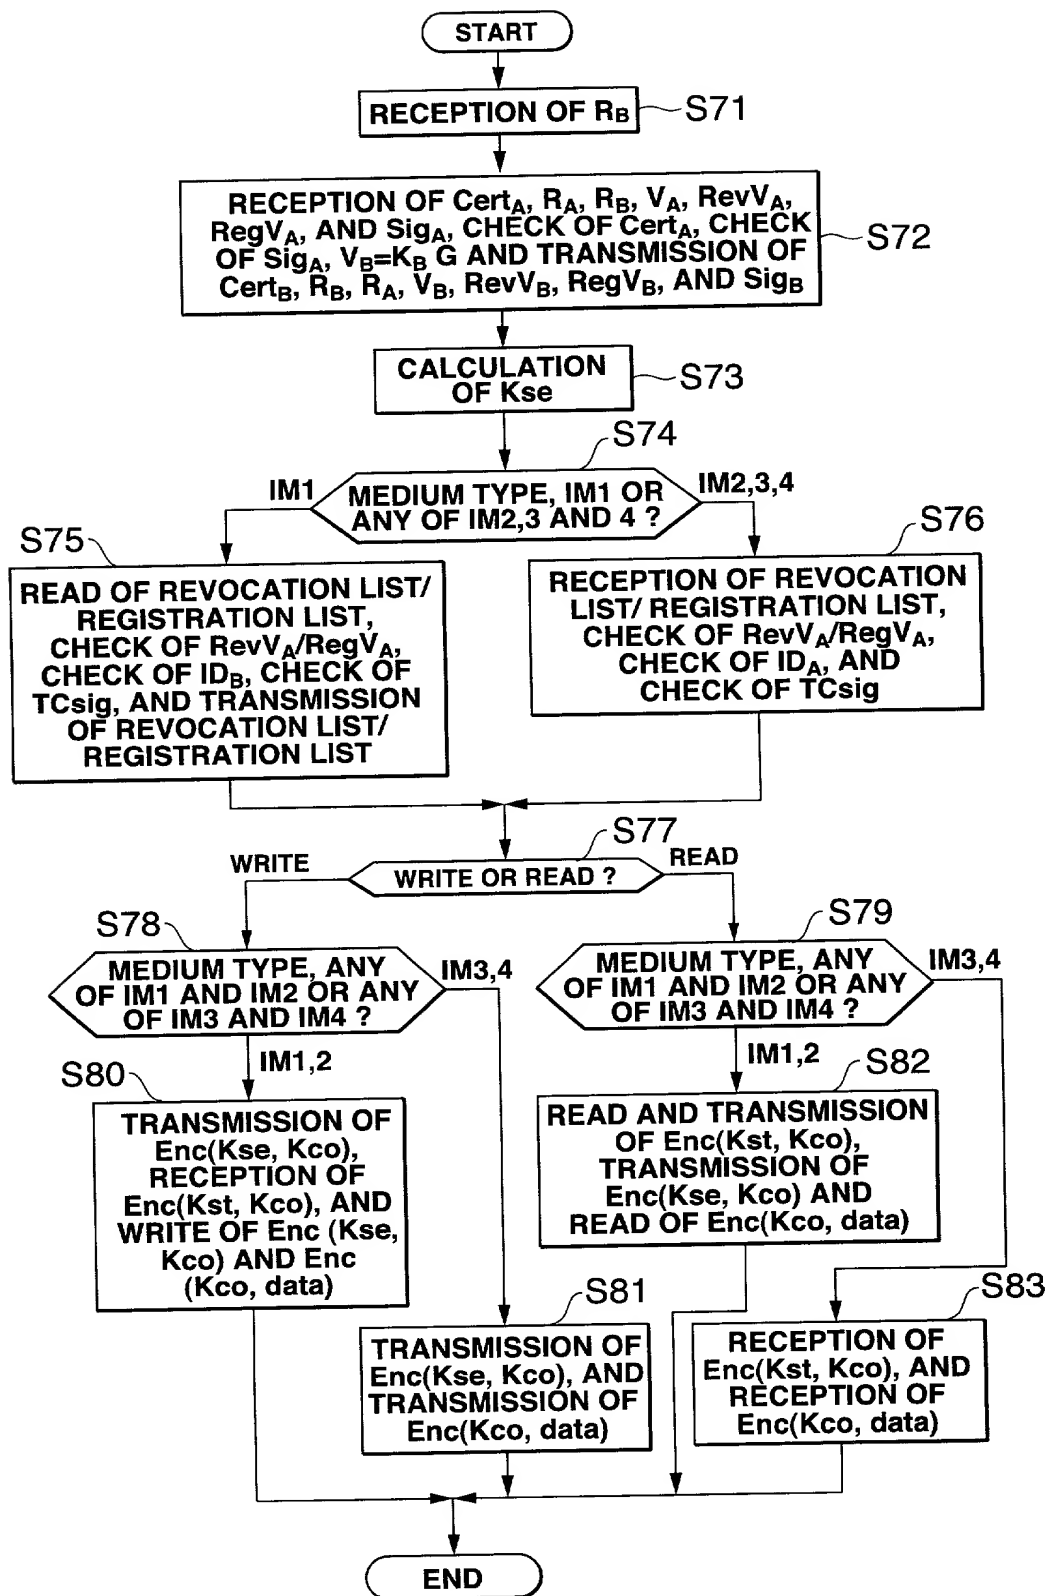 START
RECEPTION OF RB
S71
RECEPTION OF CertA, RA, RB, VA, RevVA,
RegVA, AND SigA, CHECK OF CertA, CHECK
OF SigA, VB=KB G AND TRANSMISSION OF
CertB, RB, RA, VB, RevVB, RegVB, AND SigB
S72
CALCULATION
OF Kse
S73
S74
IM1
MEDIUM TYPE, IM1 OR
ANY OF IM2,3 AND 4 ?
IM2,3,4
S75
READ OF REVOCATION LIST/
REGISTRATION LIST,
CHECK OF RevVA/RegVA,
CHECK OF IDB, CHECK OF
TCsig, AND TRANSMISSION
OF REVOCATION LIST/
REGISTRATION LIST
S76
RECEPTION OF REVOCATION
LIST/ REGISTRATION LIST,
CHECK OF RevVA/RegVA,
CHECK OF IDA, AND
CHECK OF TCsig
S77
WRITE
WRITE OR READ ?
READ
S78
MEDIUM TYPE, ANY
OF IM1 AND IM2 OR ANY
OF IM3 AND IM4 ?
IM3,4
IM1,2
S79
MEDIUM TYPE, ANY
OF IM1 AND IM2 OR ANY
OF IM3 AND IM4 ?
IM3,4
IM1,2
S80
TRANSMISSION OF
Enc(Kse, Kco),
RECEPTION OF
Enc(Kst, Kco), AND
WRITE OF Enc (Kse,
Kco) AND Enc
(Kco, data)
S82
READ AND TRANSMISSION
OF Enc(Kst, Kco),
TRANSMISSION OF
Enc(Kse, Kco) AND
READ OF Enc(Kco, data)
S81
TRANSMISSION OF
Enc(Kse, Kco), AND
TRANSMISSION OF
Enc(Kco, data)
S83
RECEPTION OF
Enc(Kst, Kco), AND
RECEPTION OF
Enc(Kco, data)
END